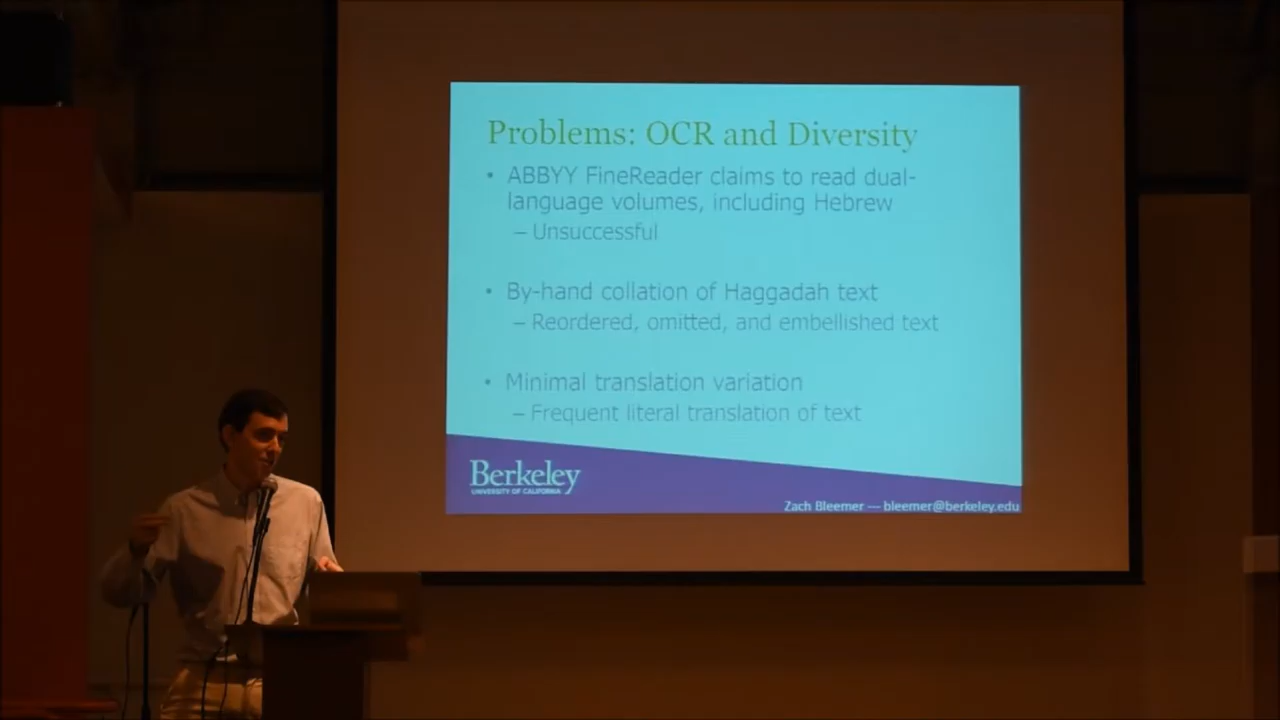 Problems: OCR and Diversity
• ABBYY FineReader claims to read dual-
language volumes, including Hebrew
– Unsuccessful
• By-hand collation of Haggadah text
– Reordered, omitted, and embellished text
• Minimal translation variation
– Frequent literal translation of text
Berkeley
UNIVERSITY OF CALIFORNIA
Zach Bleemer — bleemer@berkeley.edu